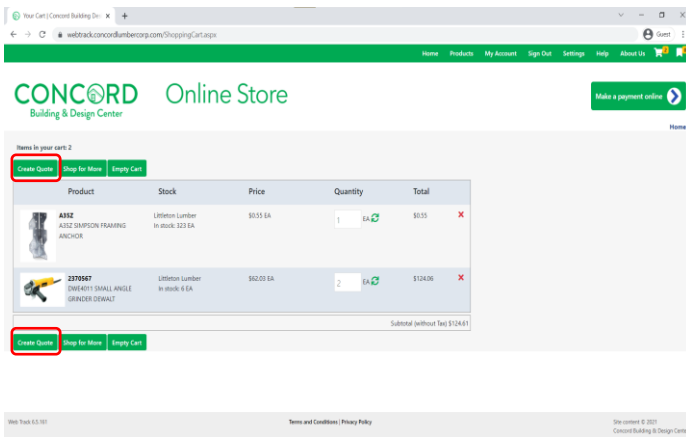 Your Cart | Concord Building De
webtrack.concordlumbercorp.com/ShoppingCart.aspx
Guest
Home Products My Account Sign Out Settings Help About Us 2
CONCORD
Building & Design Center
Online Store
Make a payment online
Home
Items in your cart: 2
Create Quote Shop for More Empty Cart
Product Stock Price Quantity Total
A35Z
A35Z SIMPSON FRAMING
ANCHOR
Littleton Lumber
In stock: 323 EA
$0.55 EA
1 EA
$0.55
2370567
DWE4011 SMALL ANGLE
GRINDER DEWALT
Littleton Lumber
In stock: 6 EA
$62.03 EA
2 EA
$124.06
Subtotal (without Tax) $124.61
Create Quote Shop for More Empty Cart
Web Track 6.5.101
Terms and Conditions | Privacy Policy
Site content © 2021
Concord Building & Design Cente